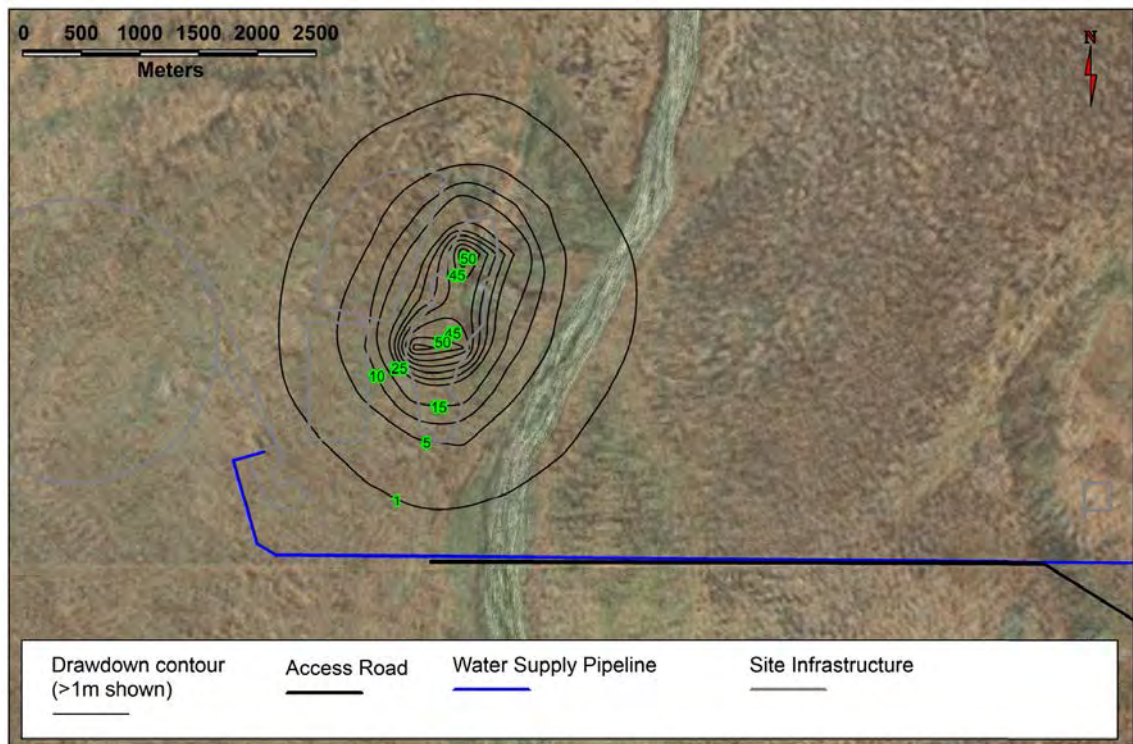 0 500 1000 1500 2000 2500
Meters
N
50
45
45
50
25
10
15
5
1
Drawdown contour
(>1m shown)
Access Road
Water Supply Pipeline
Site Infrastructure